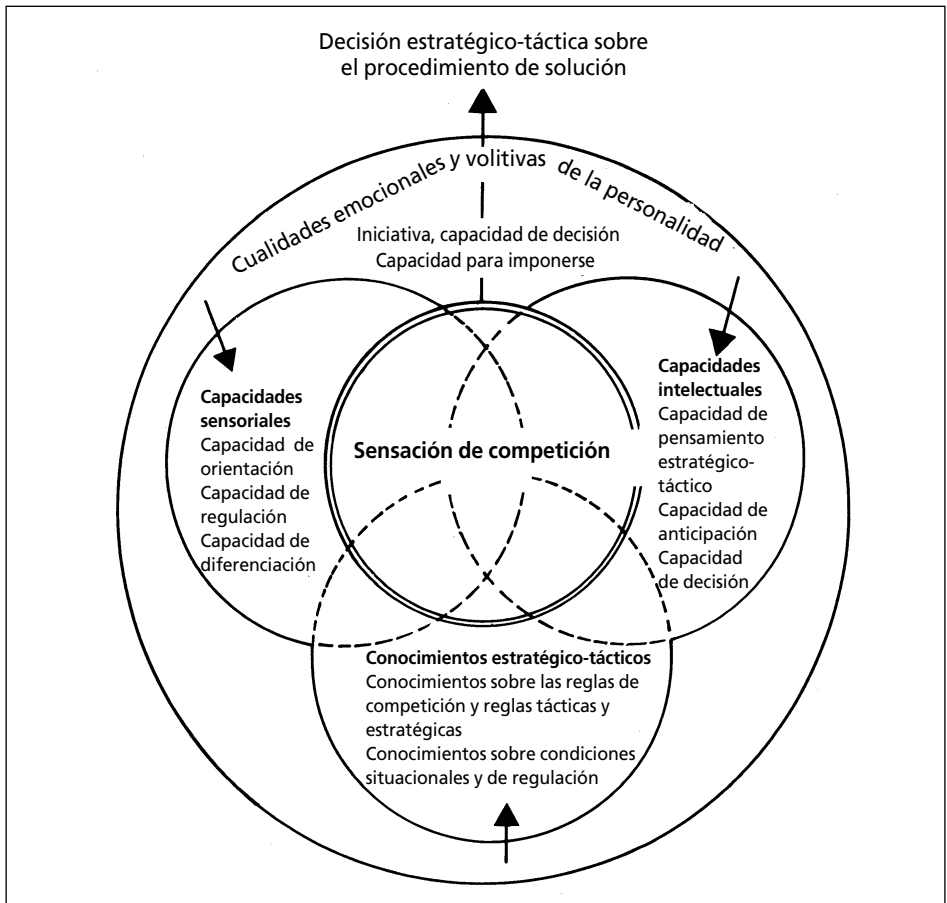 Decisión estratégico-táctica sobre
el procedimiento de solución
Cualidades emocionales y volitivas de la personalidad
Iniciativa, capacidad de decisión
Capacidad para imponerse
Capacidades
sensoriales
Capacidad de
orientación
Capacidad de
regulación
Capacidad de
diferenciación
Sensación de competición
Capacidades
intelectuales
Capacidad de
pensamiento
estratégico-
táctico
Capacidad de
anticipación
Capacidad
de decisión
Conocimientos estratégico-tácticos
Conocimientos sobre las reglas de
competición y reglas tácticas y
estratégicas
Conocimientos sobre condiciones
situacionales y de regulación